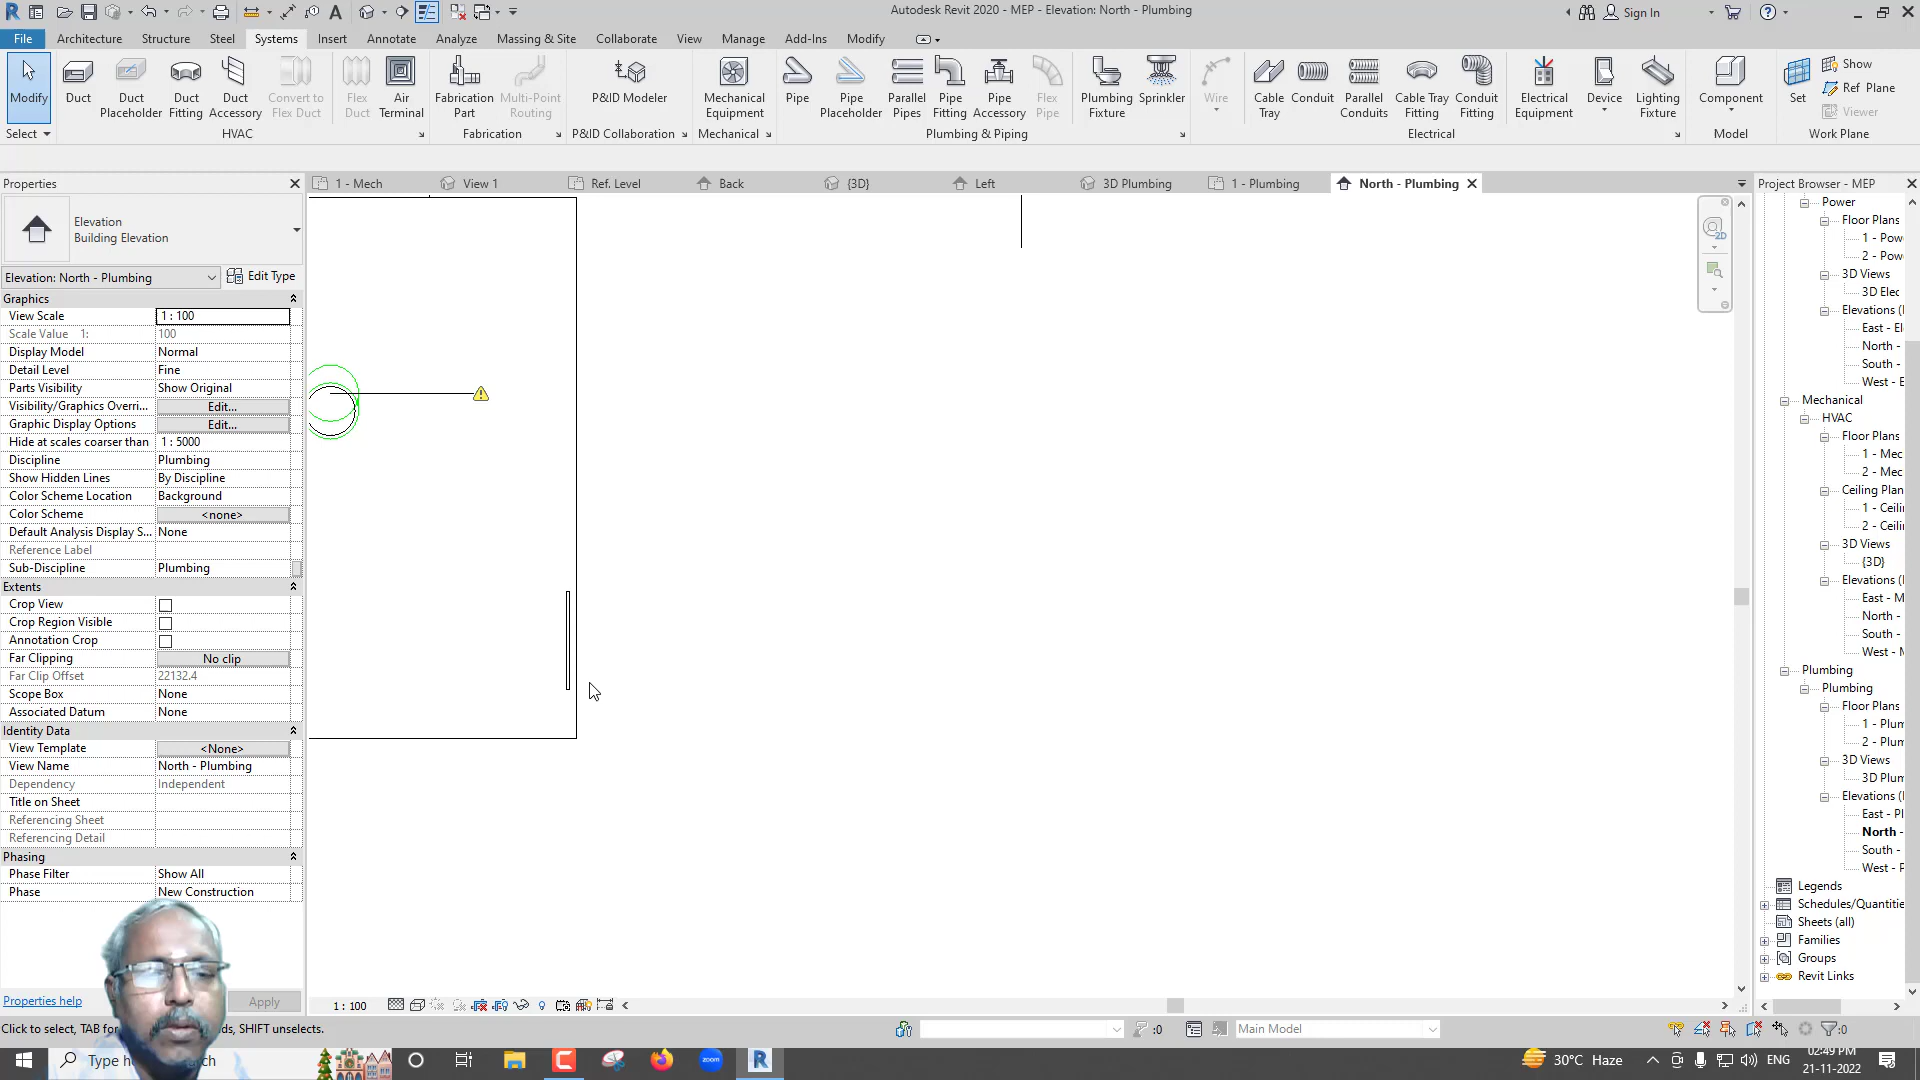 Autodesk Revit 2020 - MEP - Elevation: North - Plumbing
Sign In
File Architecture Structure Steel Systems Insert Annotate Analyze Massing & Site Collaborate View Manage Add-Ins Modify
Modify
Duct
Duct Placeholder
Duct Fitting
Duct Accessory
Convert to Flex Duct
Flex Duct
Air Terminal
Fabrication Part
Multi-Point Routing
P&ID Modeler
Mechanical Equipment
Pipe
Pipe Placeholder
Parallel Pipes
Pipe Fitting
Pipe Accessory
Flex Pipe
Plumbing Fixture
Sprinkler
Wire
Cable Tray
Conduit
Parallel Conduits
Cable Tray Fitting
Conduit Fitting
Electrical Equipment
Device
Lighting Fixture
Component
Set
Show
Ref Plane
Viewer
Select HVAC Fabrication P&ID Collaboration Mechanical Plumbing & Piping Electrical Model Work Plane
Properties
1 - Mech View 1 Ref. Level Back {3D} Left 3D Plumbing 1 - Plumbing North - Plumbing
Project Browser - MEP
Elevation
Building Elevation
Elevation: North - Plumbing Edit Type
Graphics
View Scale 1 : 100
Scale Value 1: 100
Display Model Normal
Detail Level Fine
Parts Visibility Show Original
Visibility/Graphics Overri... Edit...
Graphic Display Options Edit...
Hide at scales coarser than 1 : 5000
Discipline Plumbing
Show Hidden Lines By Discipline
Color Scheme Location Background
Color Scheme <none>
Default Analysis Display S... None
Reference Label
Sub-Discipline Plumbing
Extents
Crop View
Crop Region Visible
Annotation Crop
Far Clipping No clip
Far Clip Offset 22132.4
Scope Box None
Associated Datum None
Identity Data
View Template <None>
View Name North - Plumbing
Dependency Independent
Title on Sheet
Referencing Sheet
Referencing Detail
Phasing
Phase Filter Show All
Phase New Construction
Properties help
Apply
2D
Power
Floor Plans
1 - Pow
2 - Pow
3D Views
3D Elec
Elevations (
East - El
North -
South -
West - E
Mechanical
HVAC
Floor Plans
1 - Mec
2 - Mec
Ceiling Plan
1 - Ceili
2 - Ceili
3D Views
{3D}
Elevations (
East - M
North -
South -
West - M
Plumbing
Plumbing
Floor Plans
1 - Plum
2 - Plum
3D Views
3D Plum
Elevations (
East - Pl
North -
South -
West - P
Legends
Schedules/Quantitie
Sheets (all)
Families
Groups
Revit Links
1 : 100
Click to select, TAB for
ds, SHIFT unselects.
:0
Main Model
:0
Type he
arch
zoom
30°C Haze
ENG
02:49 PM
21-11-2022